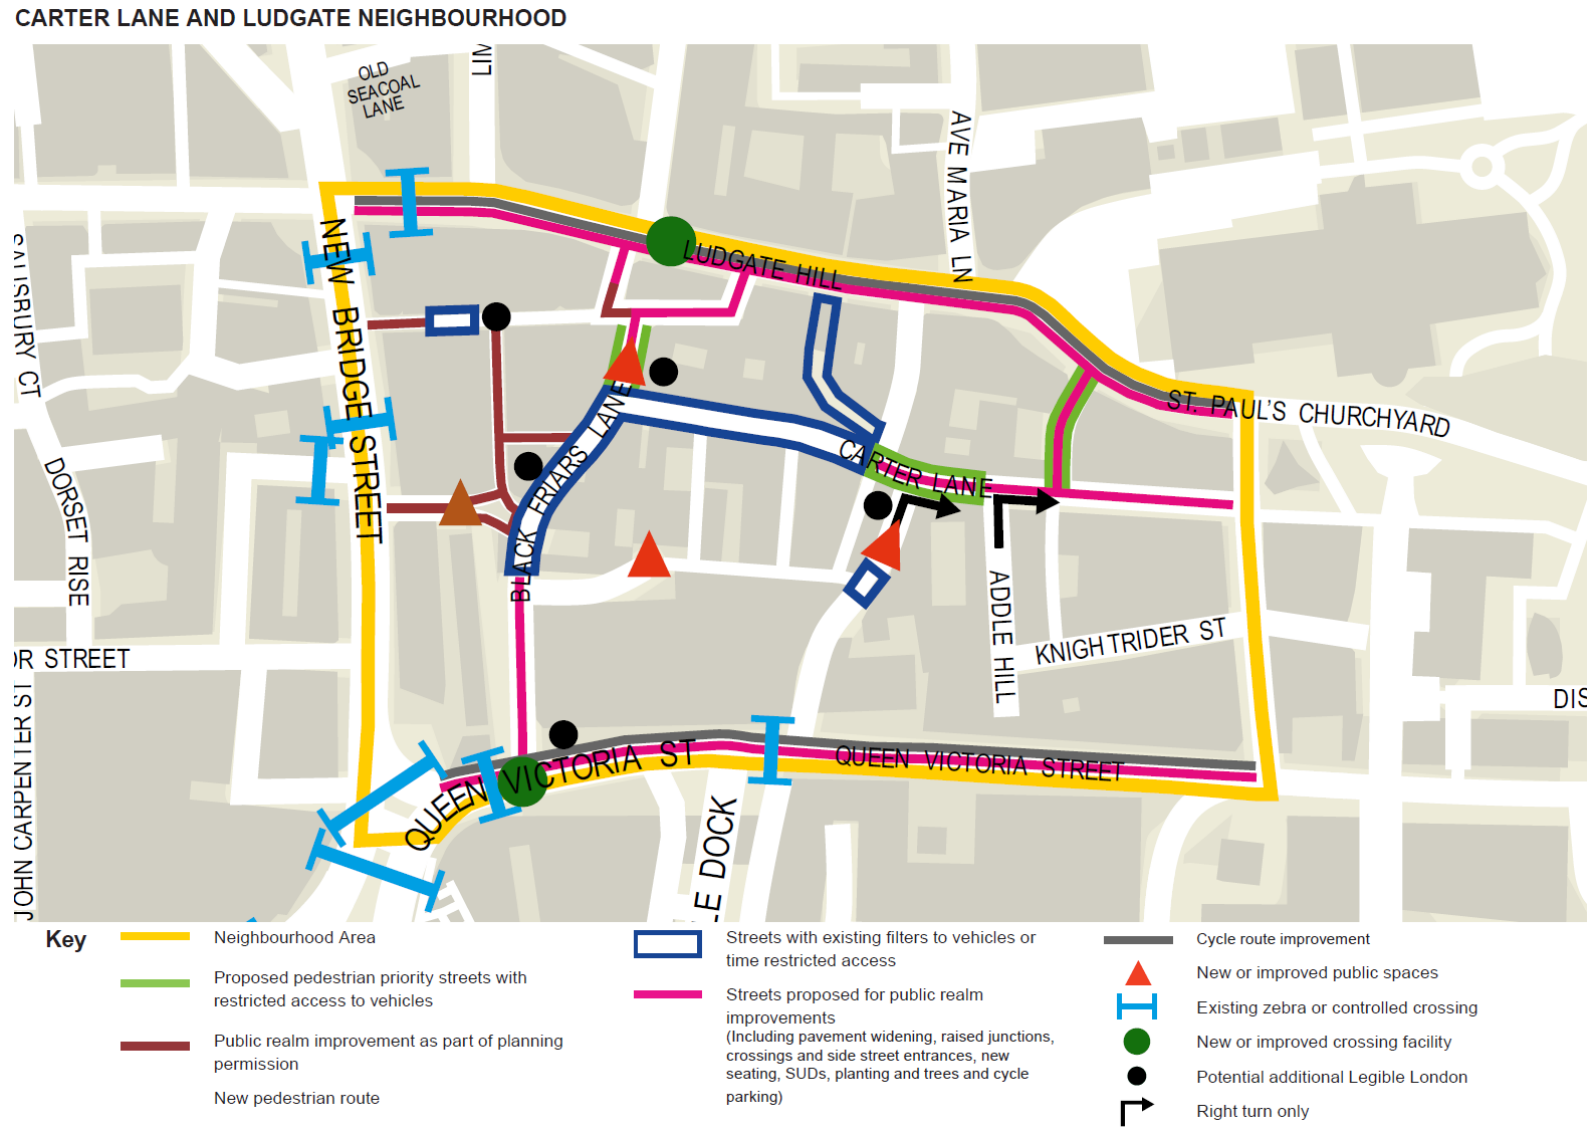 CARTER LANE AND LUDGATE NEIGHBOURHOOD
OLD
SEACOAL
LANE
LIM
AVE MARIA LN
NEW BRIDGE STREET
LUDGATE HILL
SALISBURY CT
ST. PAUL'S CHURCHYARD
BLACK FRIARS LANE
CARTER LANE
DORSET RISE
ADDLE HILL
KNIGHTRIDER ST
OR STREET
JOHN CARPENTER ST
DIS
QUEEN VICTORIA ST
QUEEN VICTORIA STREET
LE DOCK
Key
Neighbourhood Area
Proposed pedestrian priority streets with
restricted access to vehicles
Public realm improvement as part of planning
permission
New pedestrian route
Streets with existing filters to vehicles or
time restricted access
Streets proposed for public realm
improvements
(Including pavement widening, raised junctions,
crossings and side street entrances, new
seating, SUDs, planting and trees and cycle
parking)
Cycle route improvement
New or improved public spaces
Existing zebra or controlled crossing
New or improved crossing facility
Potential additional Legible London
Right turn only